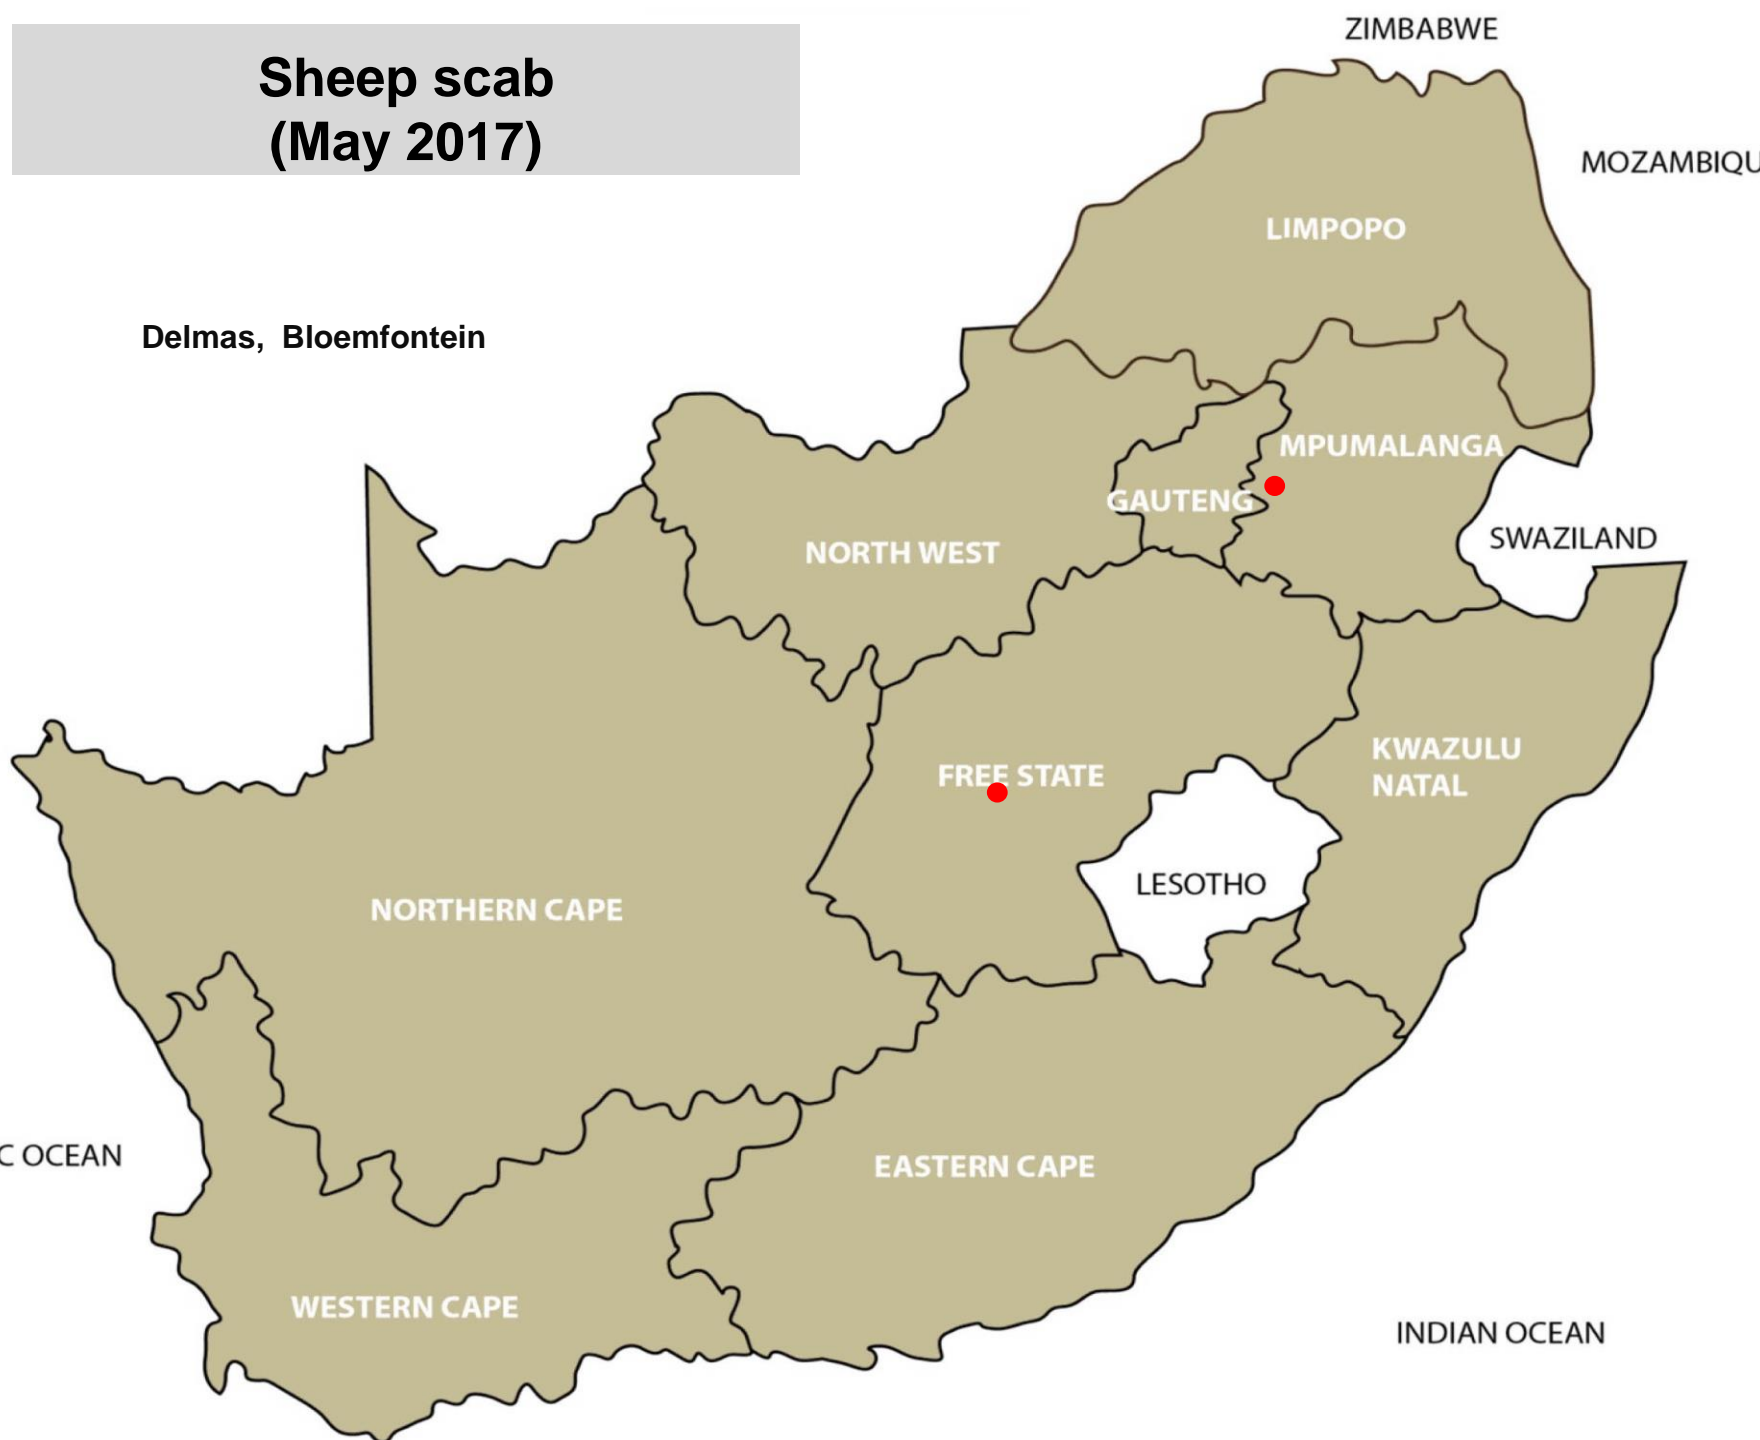 Sheep scab
(May 2017)
ZIMBABWE
MOZAMBIQU
LIMPOPO
Delmas,  Bloemfontein
MPUMALANGA
GAUTENG
SWAZILAND
NORTH WEST
KWAZULU
NATAL
FREE STATE
LESOTHO
NORTHERN CAPE
C OCEAN
EASTERN CAPE
WESTERN CAPE
INDIAN OCEAN